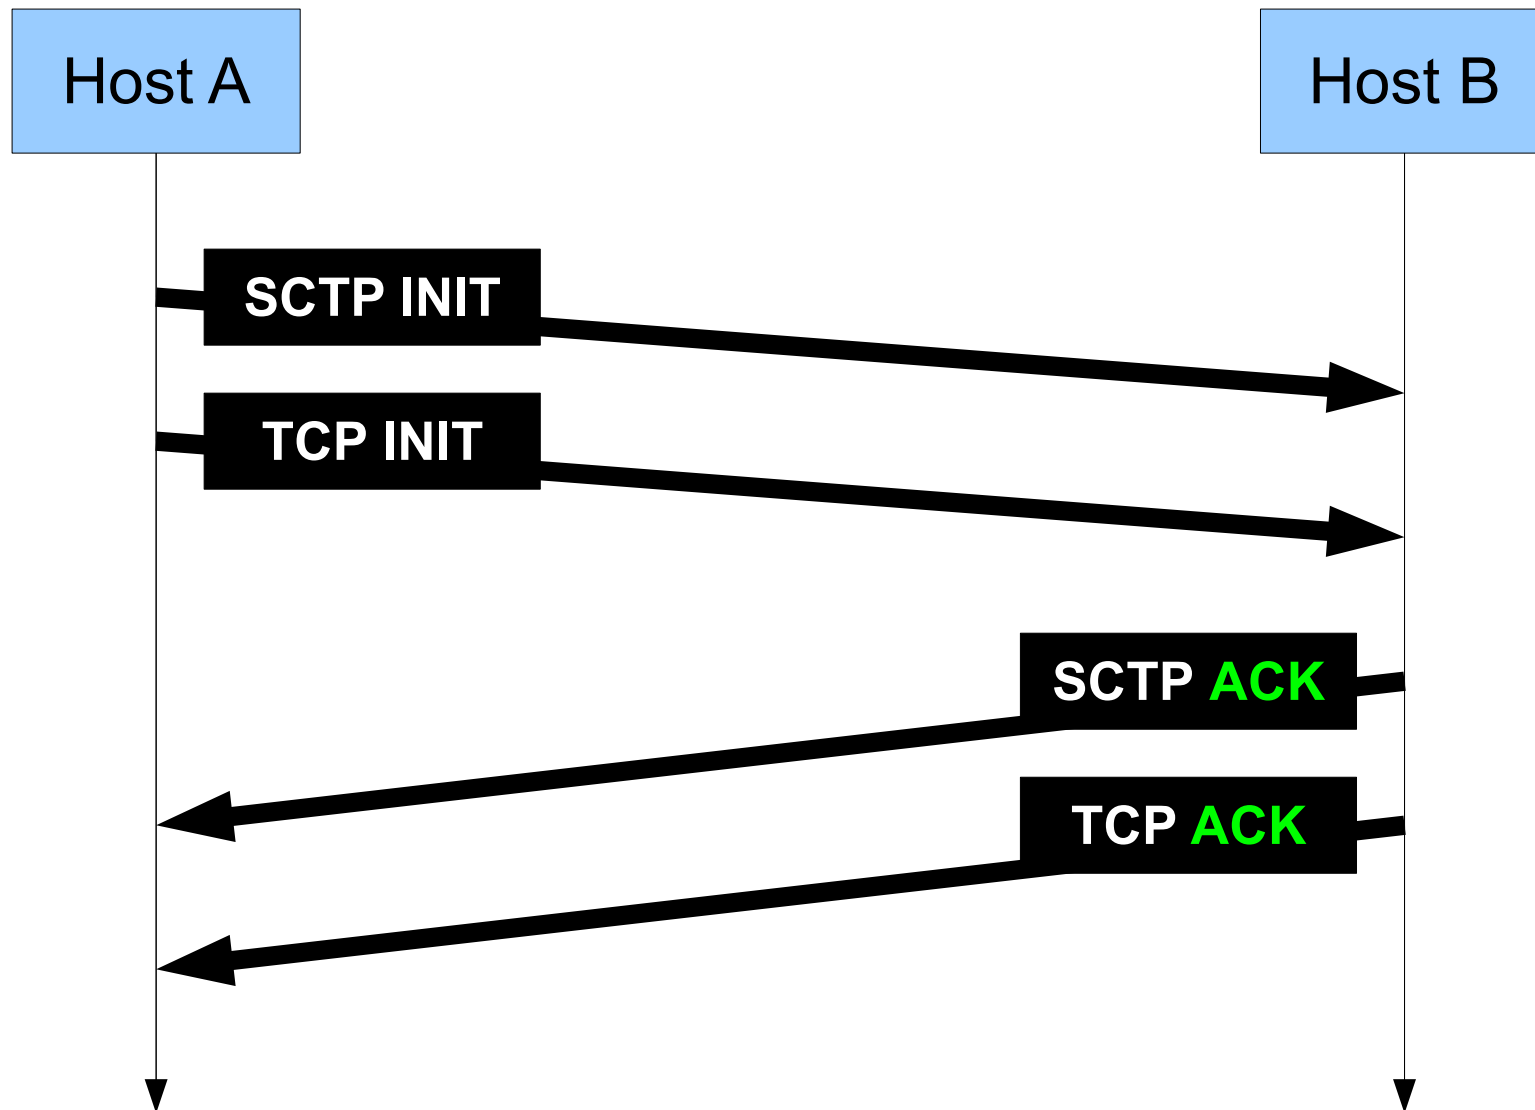 Host A
Host B
SCTP INIT
TCP INIT
SCTP ACK
TCP ACK